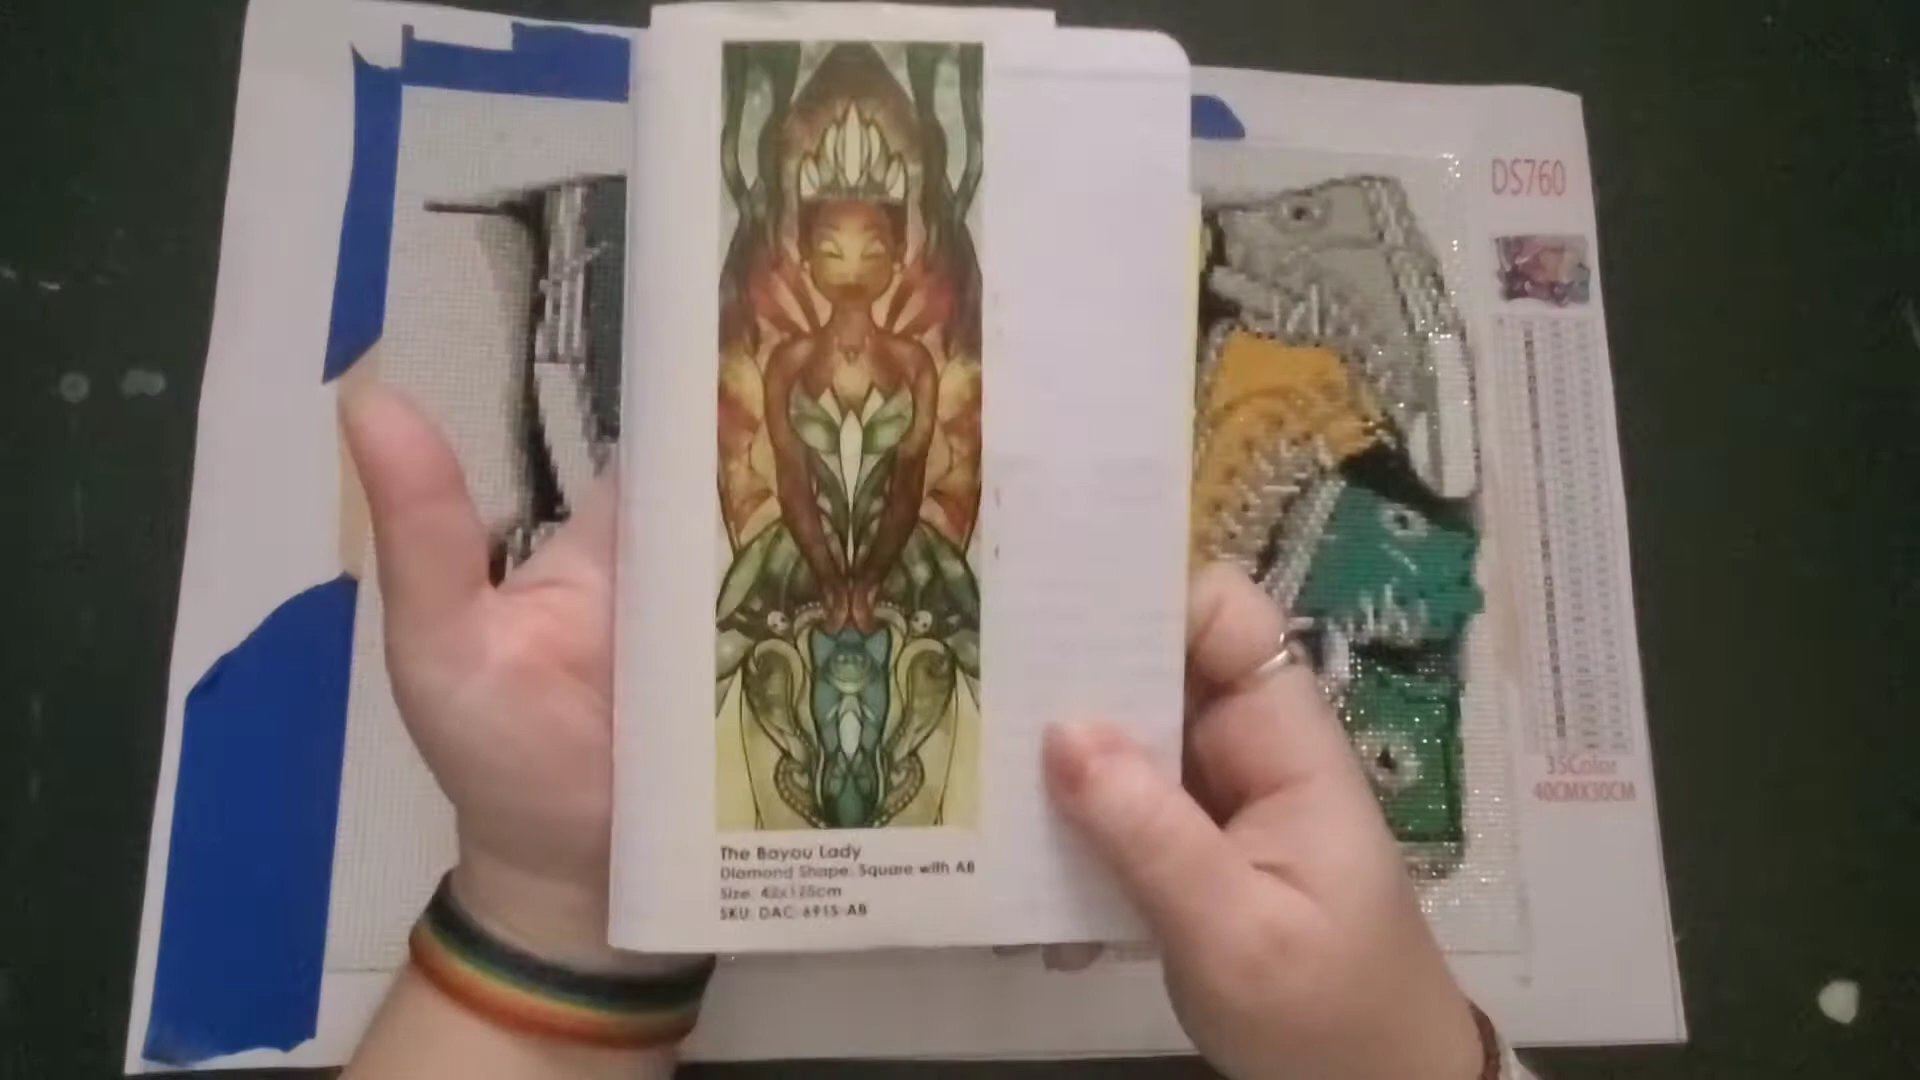 The Bayou Lady
Diamond Shape: Square with AB
Size: 42x125cm
SKU: DAC-6915-AB
DS760
35Color
40CMX30CM